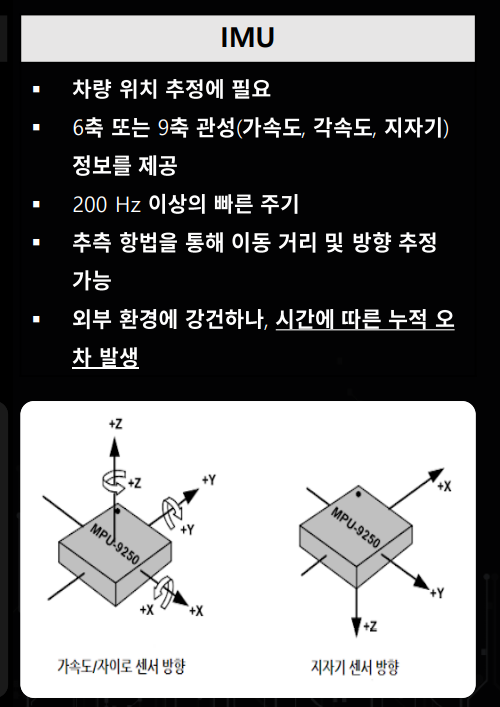 IMU
▪ 차량 위치 추정에 필요
▪ 6축 또는 9축 관성(가속도, 각속도, 지자기)
정보를 제공
▪ 200 Hz 이상의 빠른 주기
▪ 추측 항법을 통해 이동 거리 및 방향 추정
가능
▪ 외부 환경에 강건하나, 시간에 따른 누적 오
차 발생
+Z
+Z
+Y
+Y
MPU-9250
+X
+X
+X
MPU-9250
+Y
+Z
가속도/자이로 센서 방향
지자기 센서 방향